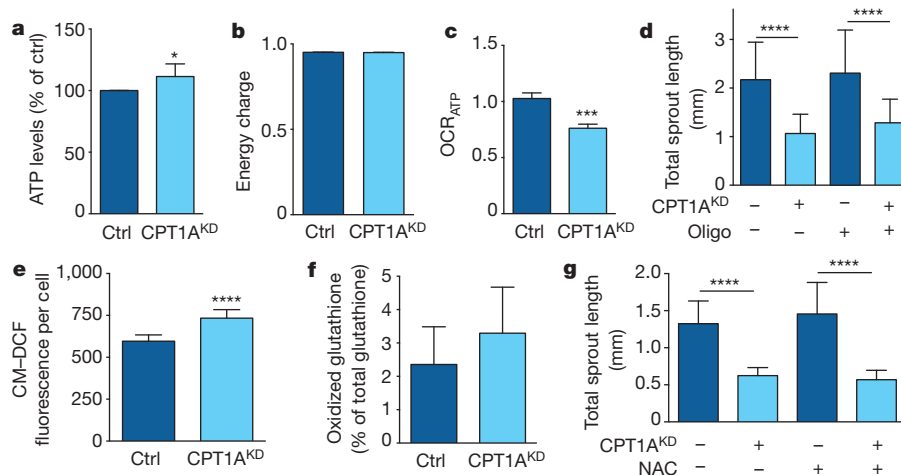 a
ATP levels (% of ctrl)
150
100
50
0
*
Ctrl
CPT1A^KD
b
Energy charge
1.0
0.5
0.0
Ctrl
CPT1A^KD
c
OCR_ATP
1.5
1.0
0.5
0
***
Ctrl
CPT1A^KD
d
Total sprout length
(mm)
3
2
1
0
****
****
CPT1A^KD – + – +
Oligo – – + +
e
CM–DCF
fluorescence per cell
1,000
750
500
250
0
****
Ctrl
CPT1A^KD
f
Oxidized glutathione
(% of total glutathione)
5
4
3
2
1
0
Ctrl
CPT1A^KD
g
Total sprout length
(mm)
2.0
1.5
1.0
0.5
0
****
****
CPT1A^KD – + – +
NAC – – + +